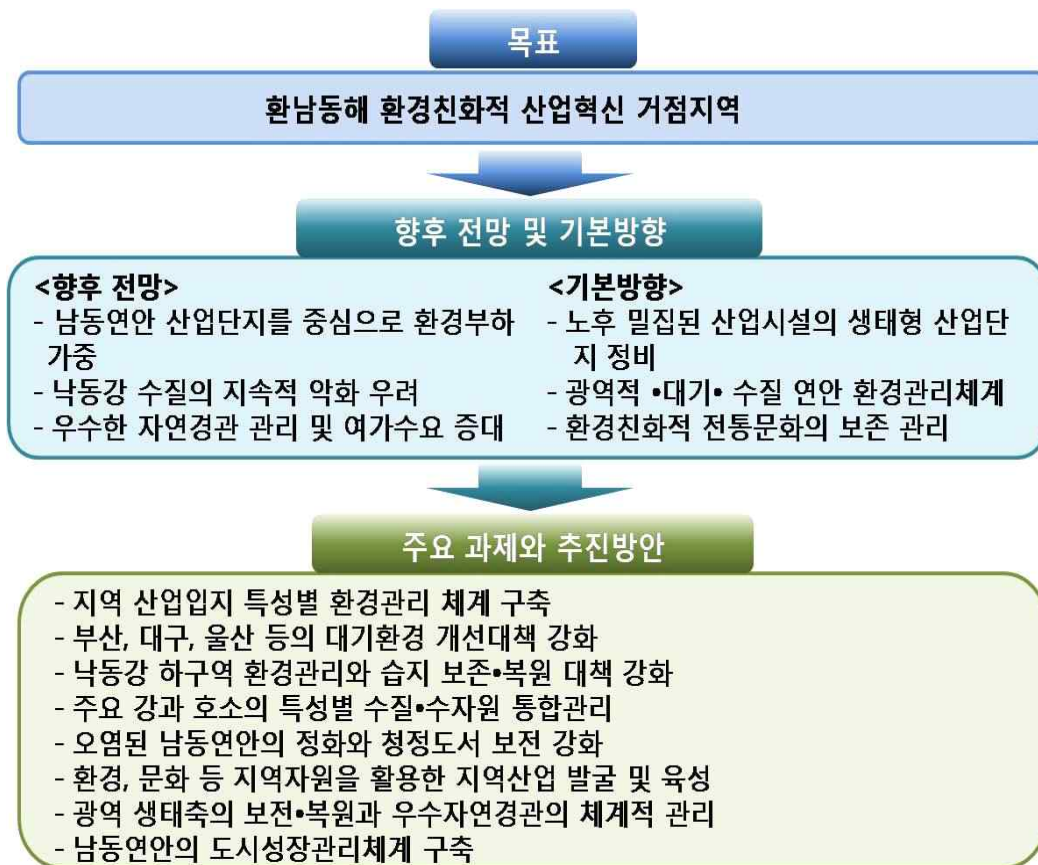 목표
환남동해 환경친화적 산업혁신 거점지역
향후 전망 및 기본방향
<향후 전망>
- 남동연안 산업단지를 중심으로 환경부하
가중
- 낙동강 수질의 지속적 악화 우려
- 우수한 자연경관 관리 및 여가수요 증대
<기본방향>
- 노후 밀집된 산업시설의 생태형 산업단
지 정비
- 광역적 •대기• 수질 연안 환경관리체계
- 환경친화적 전통문화의 보존 관리
주요 과제와 추진방안
- 지역 산업입지 특성별 환경관리 체계 구축
- 부산, 대구, 울산 등의 대기환경 개선대책 강화
- 낙동강 하구역 환경관리와 습지 보존•복원 대책 강화
- 주요 강과 호소의 특성별 수질•수자원 통합관리
- 오염된 남동연안의 정화와 청정도서 보전 강화
- 환경, 문화 등 지역자원을 활용한 지역산업 발굴 및 육성
- 광역 생태축의 보전•복원과 우수자연경관의 체계적 관리
- 남동연안의 도시성장관리체계 구축